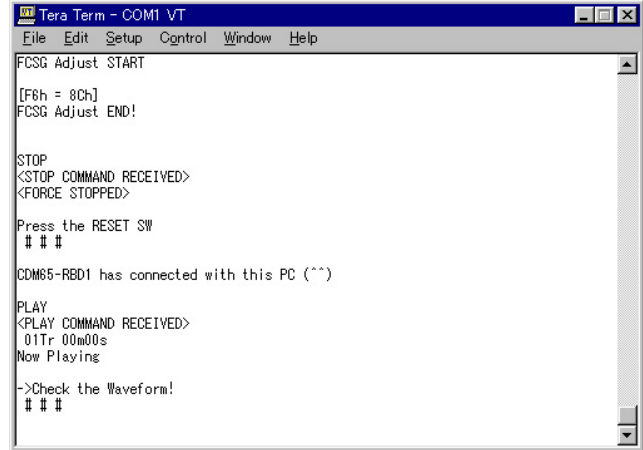 Tera Term - COM1 VT
File Edit Setup Control Window Help
FCSG Adjust START
[F6h = 8Ch]
FCSG Adjust END!
STOP
<STOP COMMAND RECEIVED>
<FORCE STOPPED>
Press the RESET SW
# # #
CDM65-RBD1 has connected with this PC (^^)
PLAY
<PLAY COMMAND RECEIVED>
01Tr 00m00s
Now Playing
->Check the Waveform!
# # #